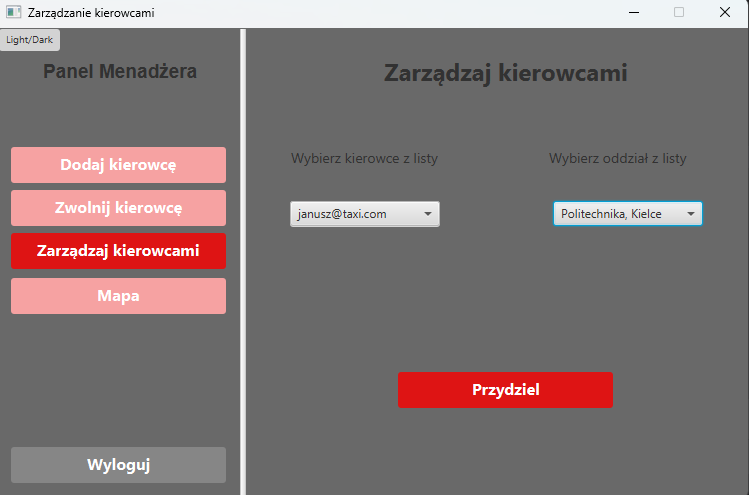 Zarządzanie kierowcami
Light/Dark
Panel Menadżera
Dodaj kierowcę
Zwolnij kierowcę
Zarządzaj kierowcami
Mapa
Wyloguj
Zarządzaj kierowcami
Wybierz kierowce z listy
Wybierz oddział z listy
janusz@taxi.com
Politechnika, Kielce
Przydziel